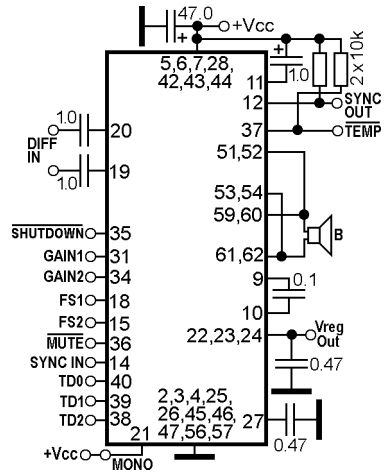 47.0
+Vcc
+
5,6,7,28,
42,43,44
+
1.0
2x10k
11
12
SYNC
OUT
37
TEMP
1.0
DIFF
IN
1.0
20
19
51,52
53,54
59,60
B
61,62
SHUTDOWN
35
GAIN1
31
GAIN2
34
FS1
18
FS2
15
MUTE
36
SYNC IN
14
TD0
40
TD1
39
TD2
38
9
0.1
10
22,23,24
Vreg
Out
0.47
2,3,4,25,
26,45,46,
47,56,57
27
0.47
21
+Vcc
MONO